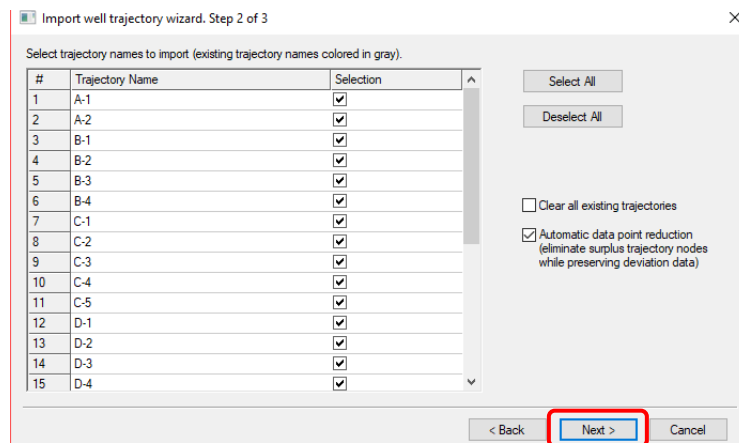 Import well trajectory wizard. Step 2 of 3
Select trajectory names to import (existing trajectory names colored in gray).
# Trajectory Name Selection
1 A-1
2 A-2
3 B-1
4 B-2
5 B-3
6 B-4
7 C-1
8 C-2
9 C-3
10 C-4
11 C-5
12 D-1
13 D-2
14 D-3
15 D-4
Select All
Deselect All
Clear all existing trajectories
Automatic data point reduction
(eliminate surplus trajectory nodes
while preserving deviation data)
< Back Next > Cancel